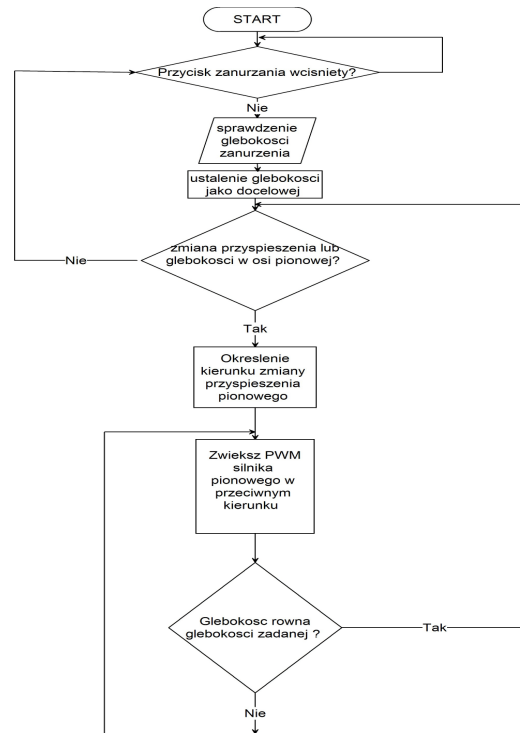 START
Przycisk zanurzania wcisniety?
Nie
sprawdzenie
glebokosci
zanurzenia
ustalenie glebokosci
jako docelowej
zmiana przyspieszenia lub
glebokosci w osi pionowej?
Nie
Tak
Okreslenie
kierunku zmiany
przyspieszenia
pionowego
Zwieksz PWM
silnika
pionowego w
przeciwnym
kierunku
Glebokosc rowna
glebokosci zadanej ?
Tak
Nie